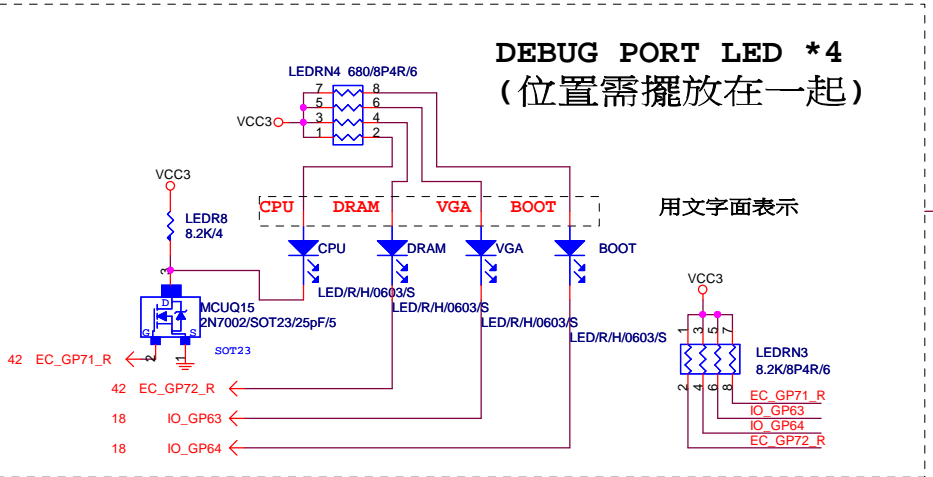 DEBUG PORT LED *4
(位置需擺放在一起)
LEDRN4 680/8P4R/6
7 8
5 6
VCC3 3 4
1 2
VCC3
LEDR8
8.2K/4
CPU DRAM VGA BOOT
用文字面表示
CPU DRAM VGA BOOT
LED/R/H/0603/S
LED/R/H/0603/S
LED/R/H/0603/S
LED/R/H/0603/S
3
D
G S
MCUQ15
2N7002/SOT23/25pF/5
SOT23
2 1
42 EC_GP71_R
42 EC_GP72_R
18 IO_GP63
18 IO_GP64
VCC3
1 3 5 7
LEDRN3
8.2K/8P4R/6
2 4 6 8
EC_GP71_R
IO_GP63
IO_GP64
EC_GP72_R